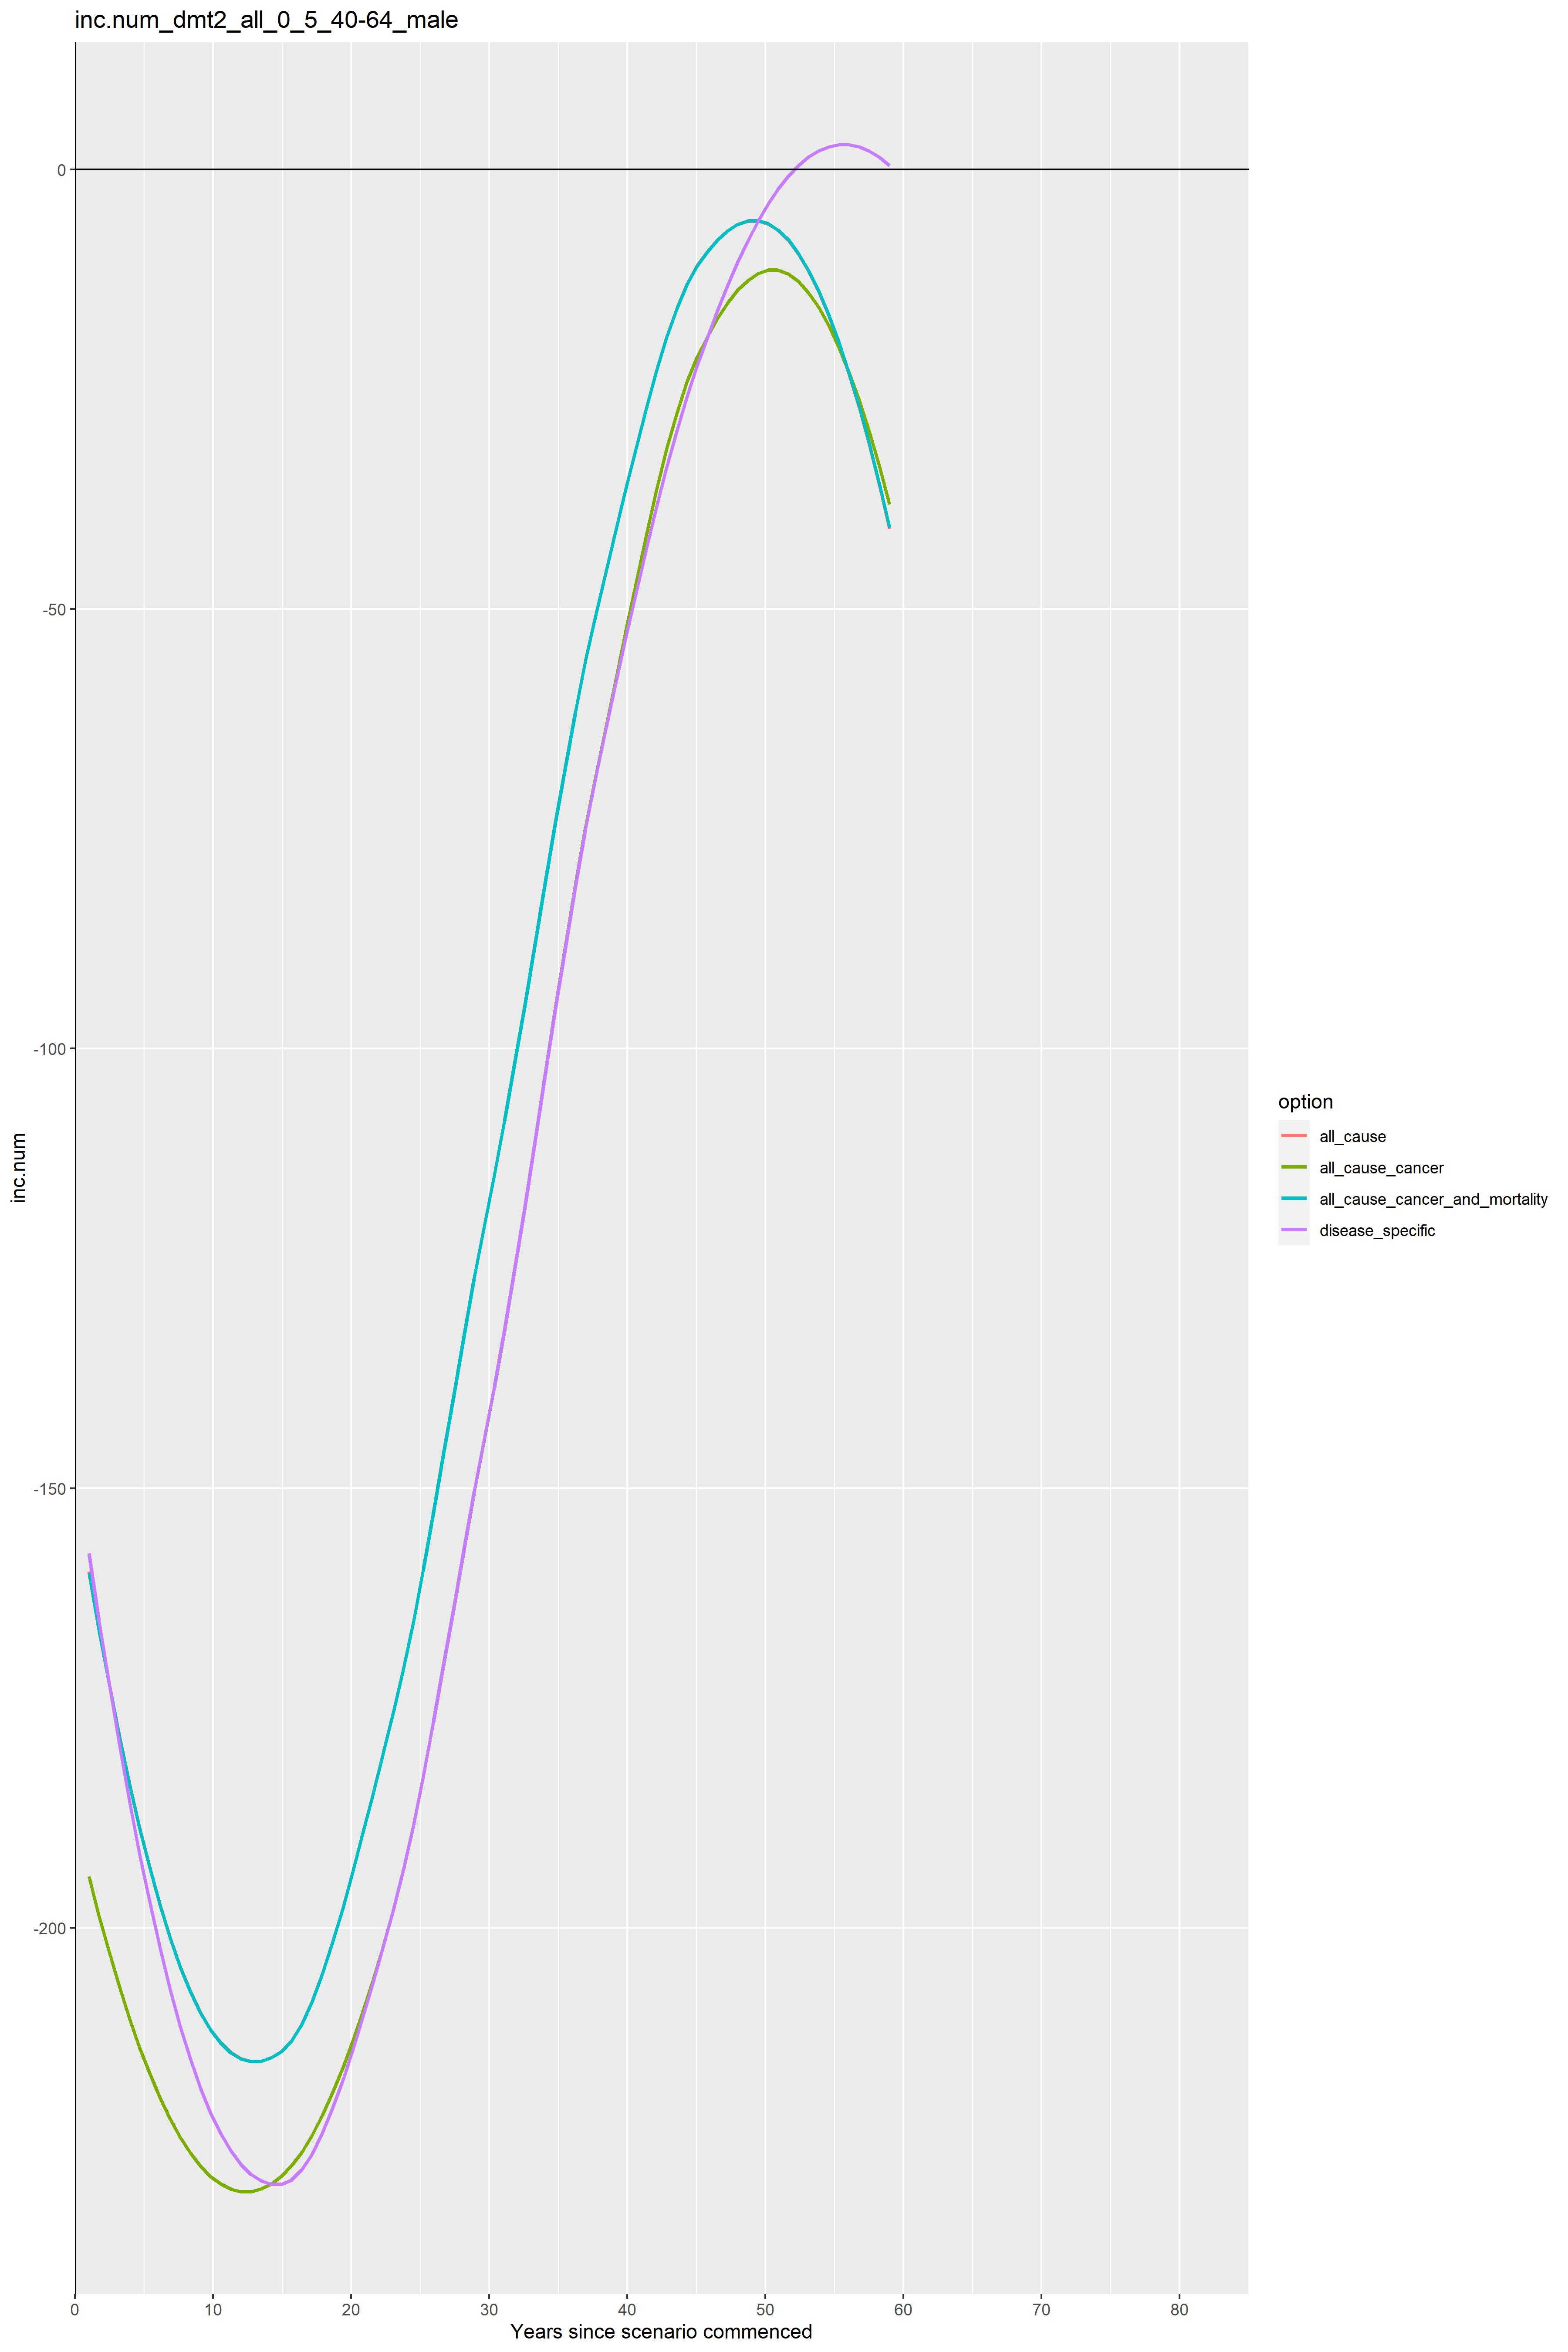 inc.num_dmt2_all_0_5_40-64_male
0
-50
-100
-150
-200
inc.num
0 10 20 30 40 50 60 70 80
Years since scenario commenced
option
all_cause
all_cause_cancer
all_cause_cancer_and_mortality
disease_specific